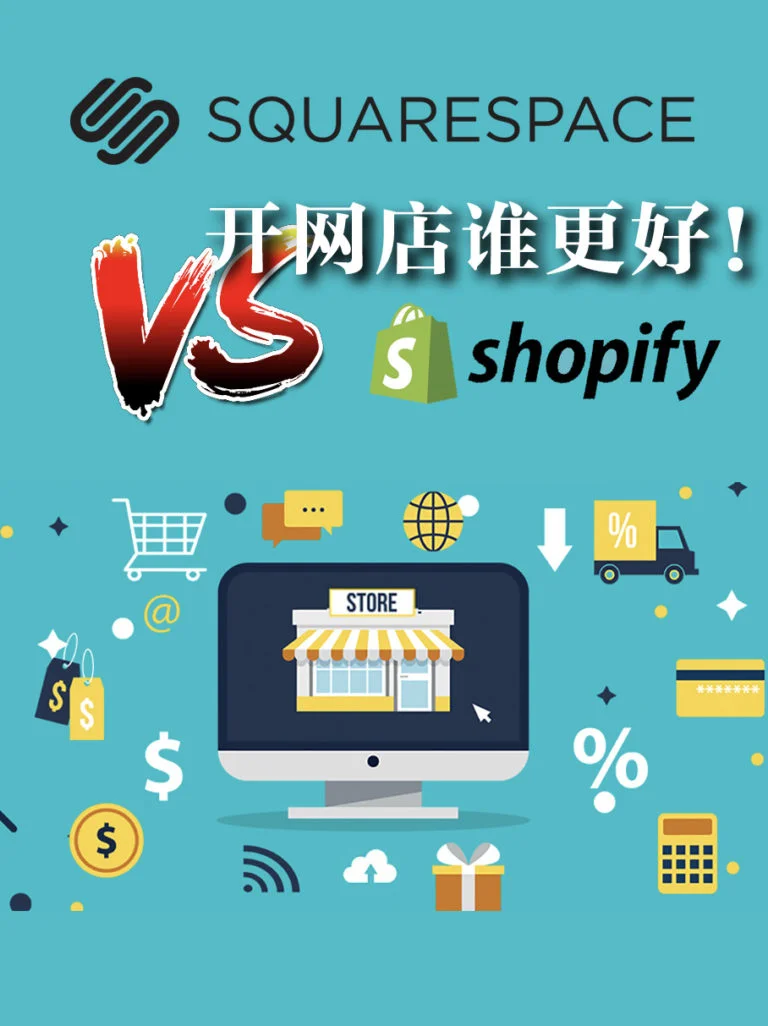 SQUARESPACE
开网店谁更好！
VS
S shopify
...
%
STORE
@
$
$
*******
$
%
$